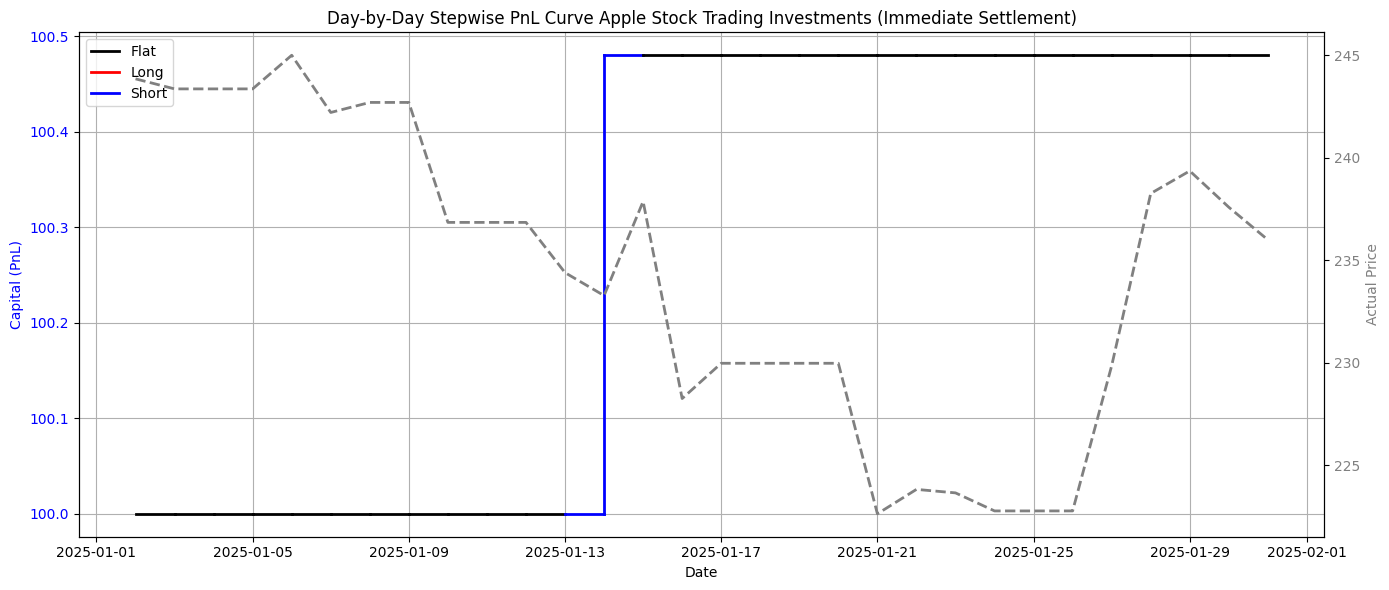 Day-by-Day Stepwise PnL Curve Apple Stock Trading Investments (Immediate Settlement)
Flat
Long
Short
100.5
100.4
100.3
100.2
100.1
100.0
Capital (PnL)
245
240
235
230
225
Actual Price
2025-01-01
2025-01-05
2025-01-09
2025-01-13
2025-01-17
2025-01-21
2025-01-25
2025-01-29
2025-02-01
Date